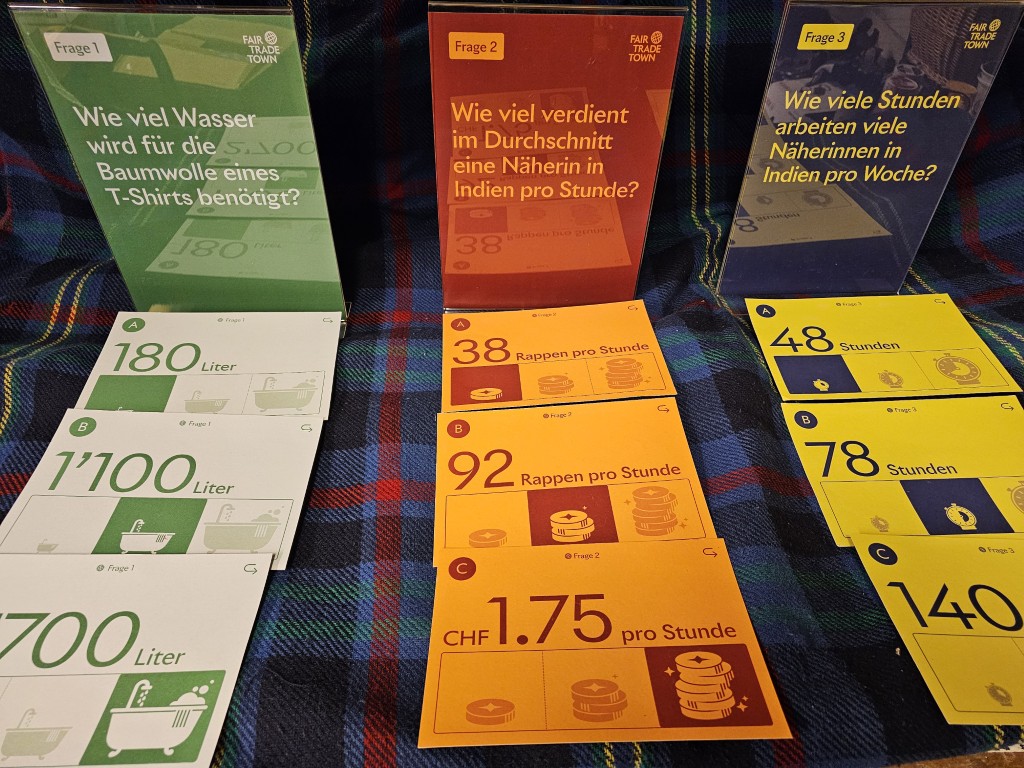 Frage 1
FAIR
TRADE
TOWN
Wie viel Wasser
wird für die
Baumwolle eines
T-Shirts benötigt?
A
Frage 1
180 Liter
B
Frage 1
1'100 Liter
Frage 1
'700 Liter
Frage 2
FAIR
TRADE
TOWN
Wie viel verdient
im Durchschnitt
eine Näherin in
Indien pro Stunde?
A
Frage 2
38 Rappen pro Stunde
B
Frage 2
92 Rappen pro Stunde
C
Frage 2
CHF 1.75 pro Stunde
Frage 3
FAIR
TRADE
TOWN
Wie viele Stunden
arbeiten viele
Näherinnen in
Indien pro Woche?
A
Frage 3
48 Stunden
B
Frage 3
78 Stunden
C
Frage 3
140